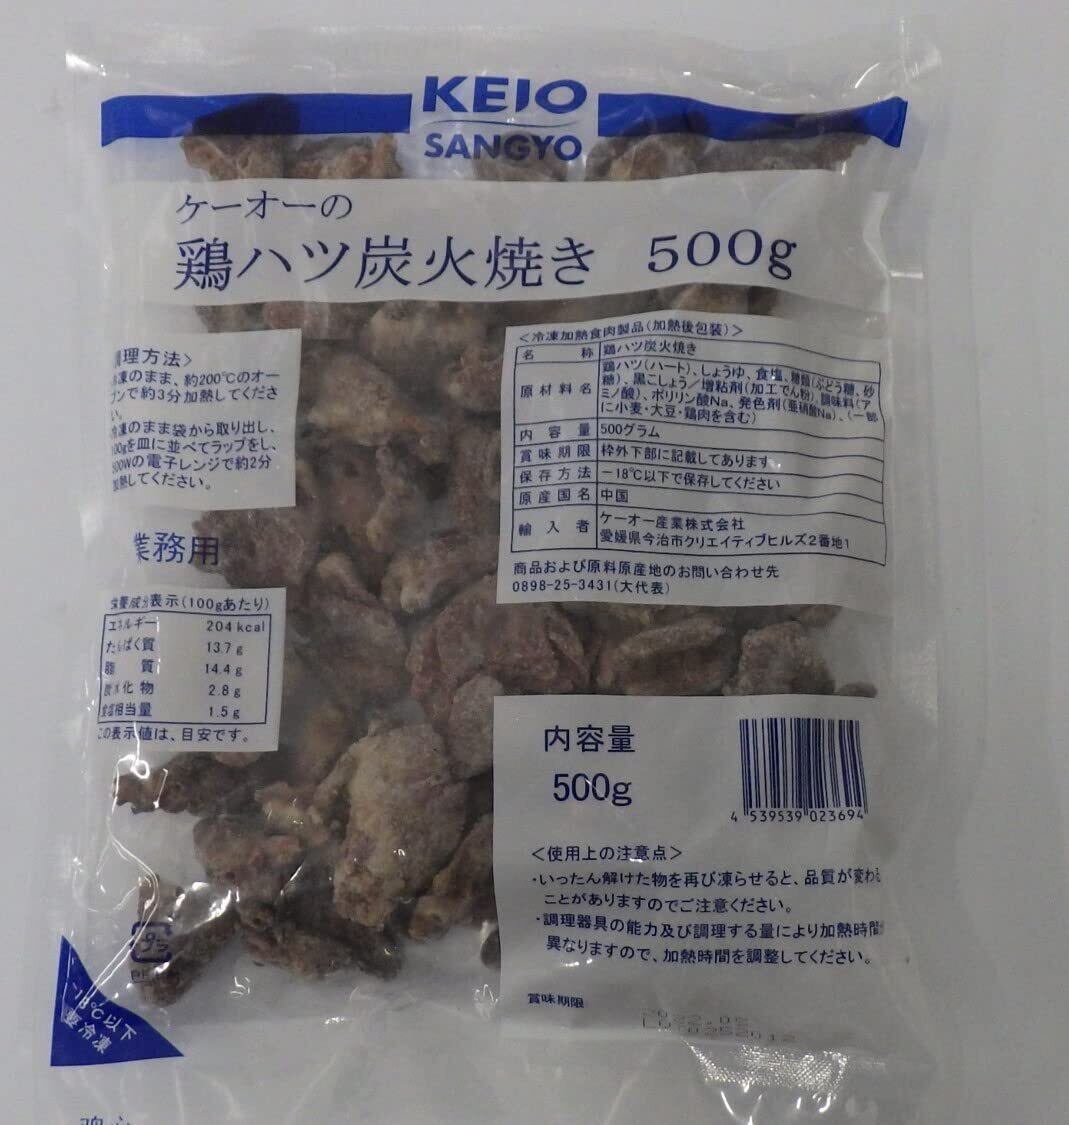 KEIO
SANGYO
ケーオーの
鶏ハツ炭火焼き 500g
調理方法>
冷凍のまま、約200℃のオー
ブンで約3分加熱してくださ
い。
冷凍のまま袋から取り出し、
100gを皿に並べてラップをし、
500Wの電子レンジで約2分
加熱してください。
業務用
栄養成分表示(100gあたり)
エネルギー 204kcal
たんぱく質 13.7g
脂質 14.4g
炭水化物 2.8g
食塩相当量 1.5g
この表示値は、目安です。
<冷凍加熱食肉製品(加熱後包装)>
名称 鶏ハツ炭火焼き
原材料名 鶏ハツ(ハート)、しょうゆ、食塩、糖類(ぶどう糖、砂
糖)、黒こしょう/増粘剤(加工でん粉)、調味料(ア
ミノ酸)、ポリリン酸Na、発色剤(亜硝酸Na)、(一部
に小麦・大豆・鶏肉を含む)
内容量 500グラム
賞味期限 枠外下部に記載してあります。
保存方法 -18℃以下で保存してください
原産国名 中国
輸入者 ケーオー産業株式会社
愛媛県今治市クリエイティブヒルズ2番地1
商品および原料原産地のお問い合わせ先
0898-25-3431(大代表)
内容量
500g
4 539539 023694
<使用上の注意点>
・いったん解けた物を再び凍らせると、品質が変わる
ことがありますのでご注意ください。
・調理器具の能力及び調理する量により加熱時間が
異なりますので、加熱時間を調整してください。
賞味期限
2022.05
プラ
-18℃以下
要冷凍